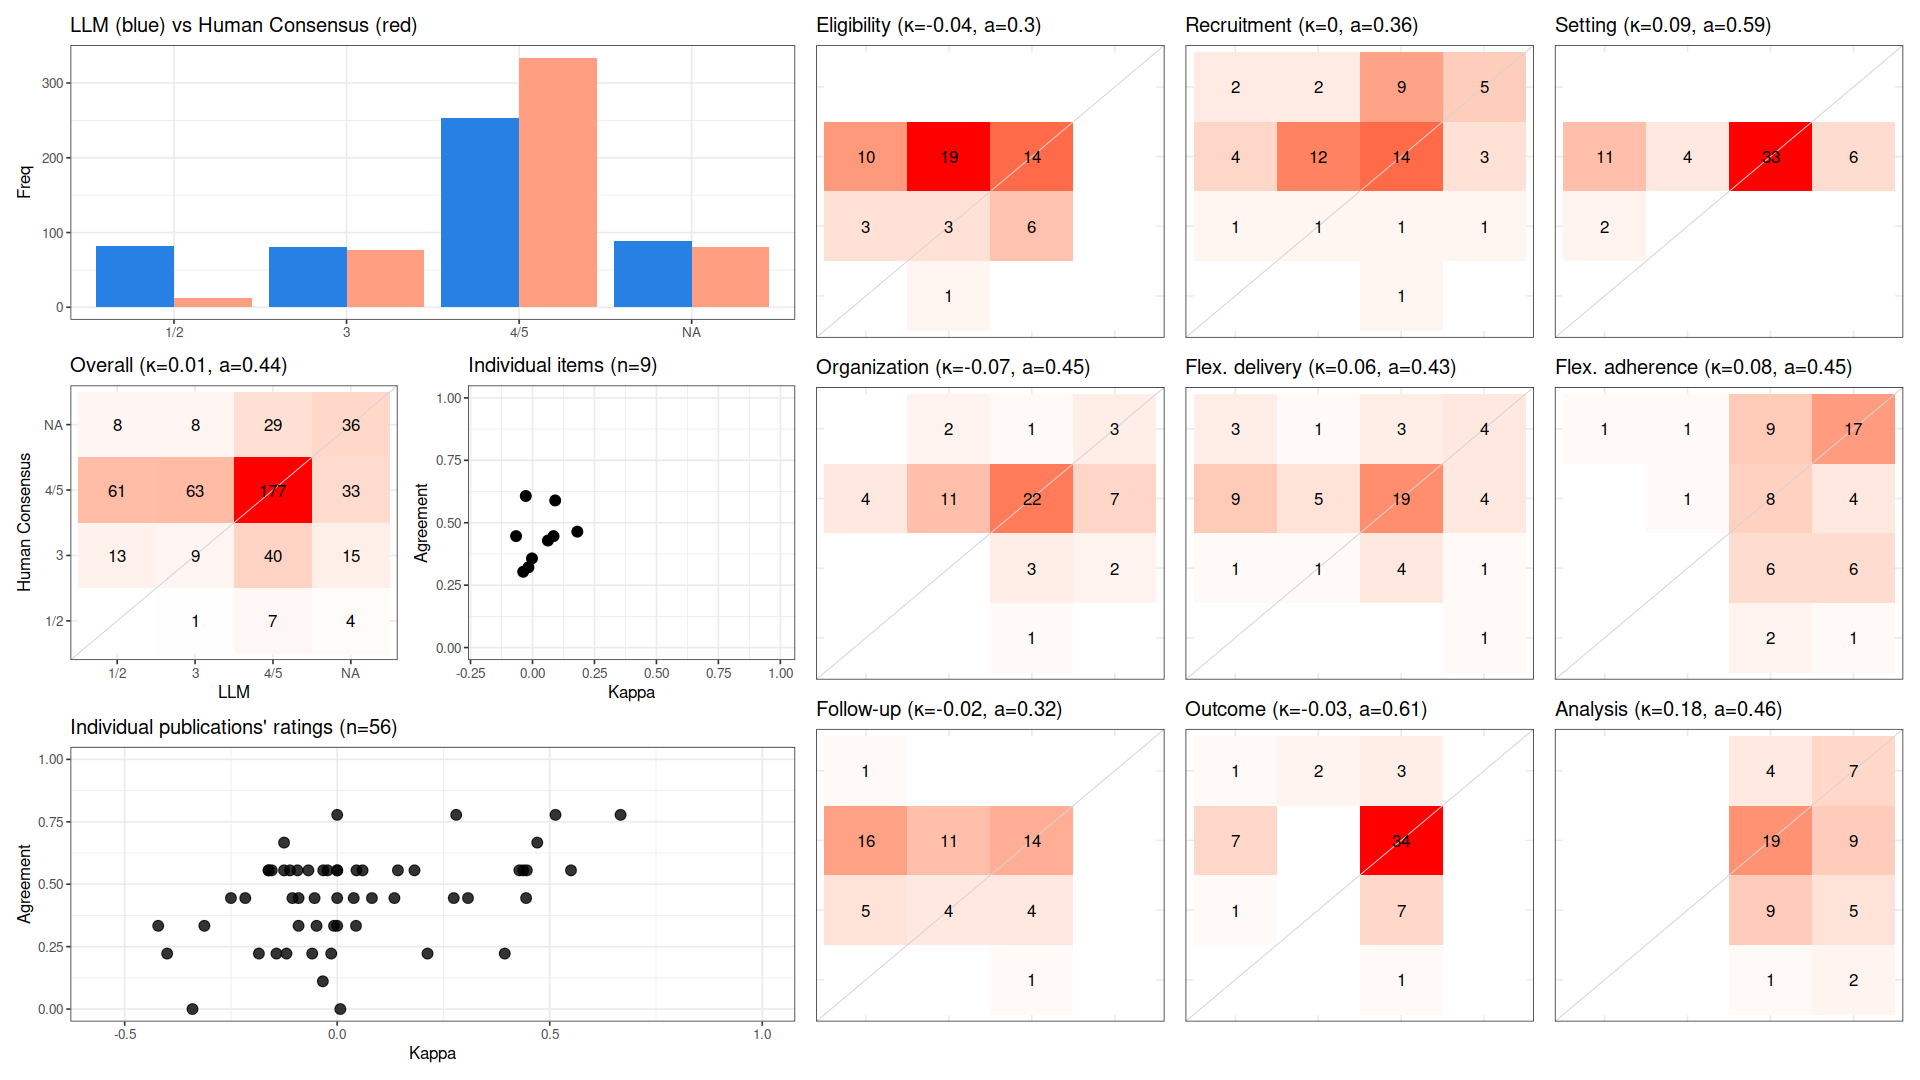 LLM (blue) vs Human Consensus (red)
Freq
300
200
100
0
1/2 3 4/5 NA
Overall (κ=0.01, a=0.44)
Human Consensus
NA 8 8 29 36
4/5 61 63 177 33
3 13 9 40 15
1/2 1 7 4
1/2 3 4/5 NA
LLM
Individual items (n=9)
Agreement
1.00
0.75
0.50
0.25
0.00
-0.25 0.00 0.25 0.50 0.75 1.00
Kappa
Individual publications' ratings (n=56)
Agreement
1.00
0.75
0.50
0.25
0.00
-0.5 0.0 0.5 1.0
Kappa
Eligibility (κ=-0.04, a=0.3)
10 19 14
3 3 6
1
Recruitment (κ=0, a=0.36)
2 2 9 5
4 12 14 3
1 1 1 1
1
Setting (κ=0.09, a=0.59)
11 4 33 6
2
Organization (κ=-0.07, a=0.45)
2 1 3
4 11 22 7
3 2
1
Flex. delivery (κ=0.06, a=0.43)
3 1 3 4
9 5 19 4
1 1 4 1
1
Flex. adherence (κ=0.08, a=0.45)
1 1 9 17
1 8 4
6 6
2 1
Follow-up (κ=-0.02, a=0.32)
1
16 11 14
5 4 4
1
Outcome (κ=-0.03, a=0.61)
1 2 3
7 34
1 7
1
Analysis (κ=0.18, a=0.46)
4 7
19 9
9 5
1 2